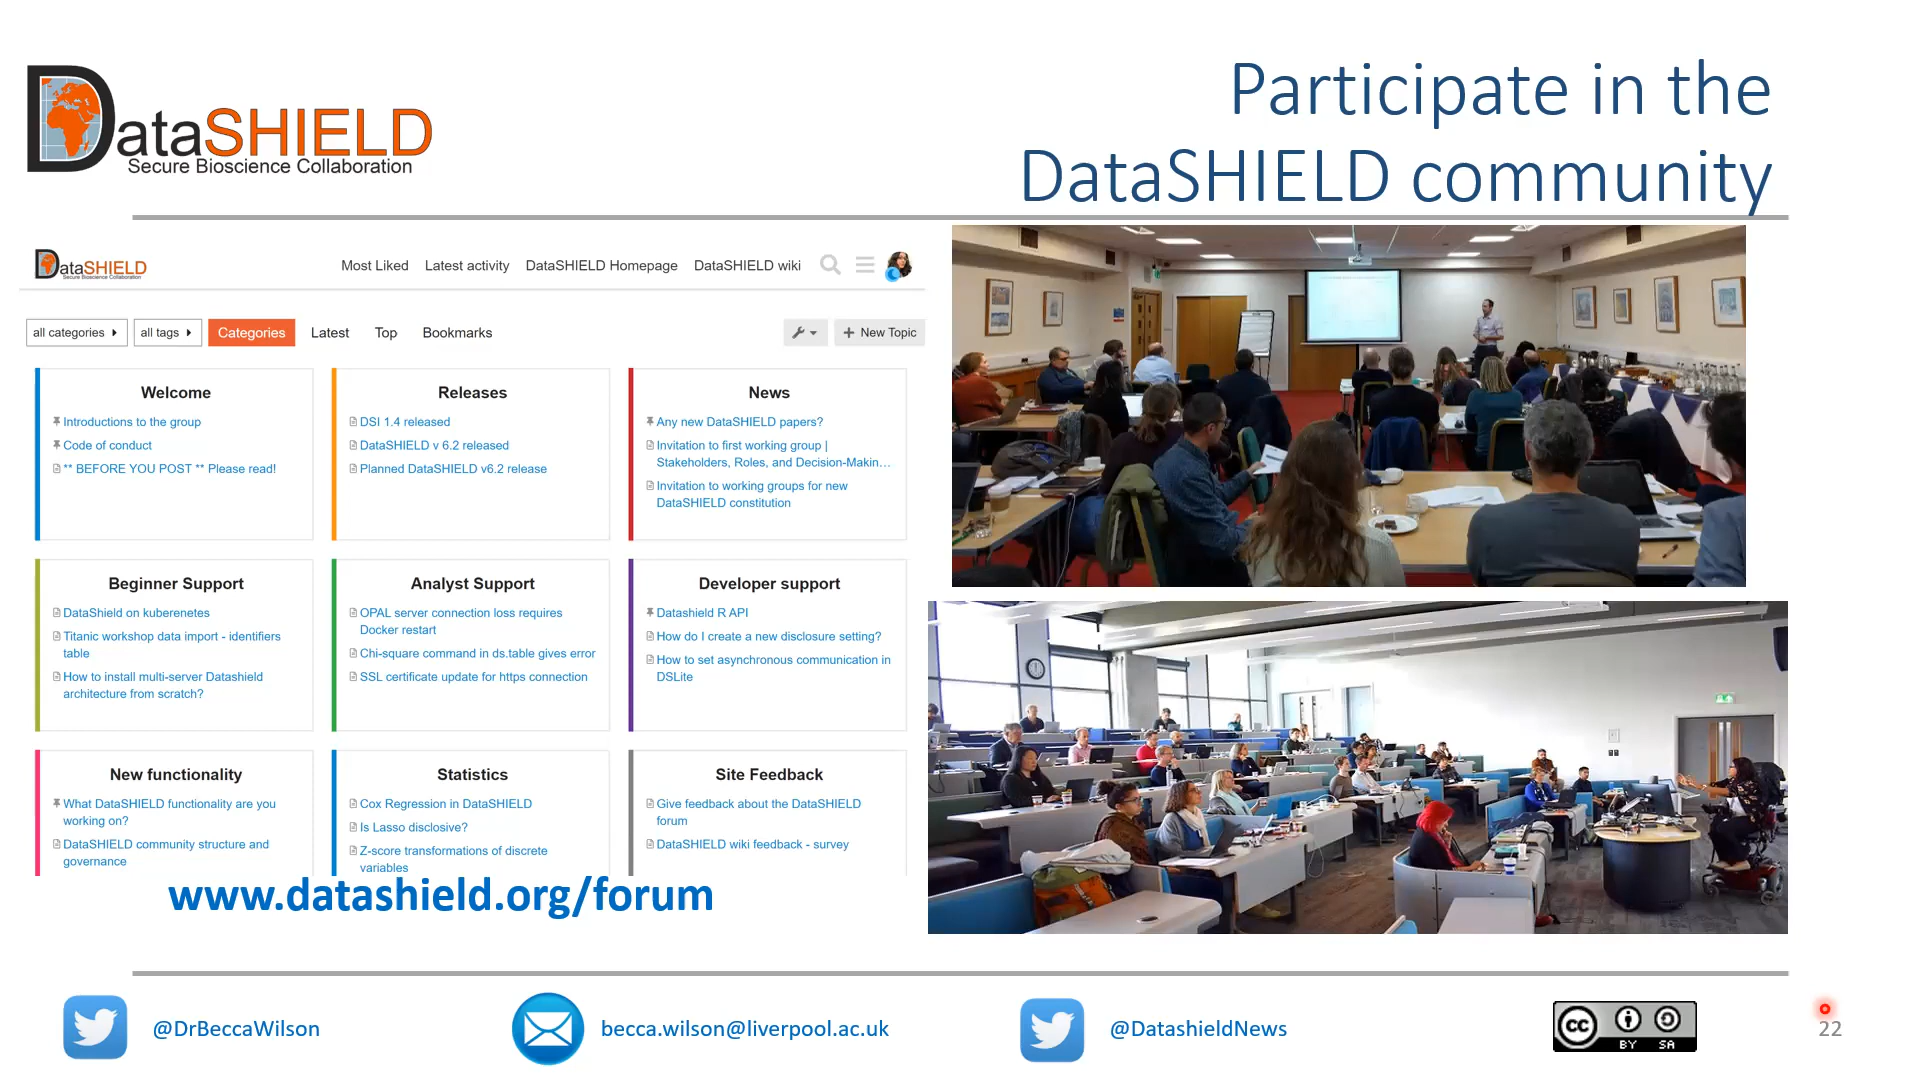 DataSHIELD
Secure Bioscience Collaboration
Participate in the
DataSHIELD community
DataSHIELD
Secure Bioscience Collaboration
Most Liked
Latest activity
DataSHIELD Homepage
DataSHIELD wiki
all categories
all tags
Categories
Latest
Top
Bookmarks
New Topic
Welcome
Introductions to the group
Code of conduct
** BEFORE YOU POST ** Please read!
Releases
DSI 1.4 released
DataSHIELD v 6.2 released
Planned DataSHIELD v6.2 release
News
Any new DataSHIELD papers?
Invitation to first working group |
Stakeholders, Roles, and Decision-Makin…
Invitation to working groups for new
DataSHIELD constitution
Beginner Support
DataShield on kuberenetes
Titanic workshop data import - identifiers
table
How to install multi-server Datashield
architecture from scratch?
Analyst Support
OPAL server connection loss requires
Docker restart
Chi-square command in ds.table gives error
SSL certificate update for https connection
Developer support
Datashield R API
How do I create a new disclosure setting?
How to set asynchronous communication in
DSLite
New functionality
What DataSHIELD functionality are you
working on?
DataSHIELD community structure and
governance
Statistics
Cox Regression in DataSHIELD
Is Lasso disclosive?
Z-score transformations of discrete
variables
Site Feedback
Give feedback about the DataSHIELD
forum
DataSHIELD wiki feedback - survey
www.datashield.org/forum
@DrBeccaWilson
becca.wilson@liverpool.ac.uk
@DatashieldNews
cc
BY SA
22